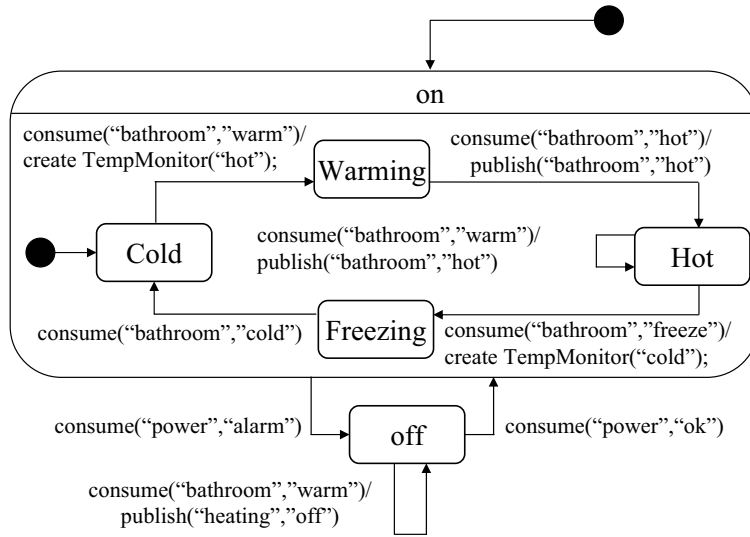 on
consume(“bathroom”,”warm”)/
create TempMonitor(“hot”);
Warming
consume(“bathroom”,”hot”)/
publish(“bathroom”,”hot”)
Cold
consume(“bathroom”,”warm”)/
publish(“bathroom”,”hot”)
Hot
consume(“bathroom”,”cold”)
Freezing
consume(“bathroom”,”freeze”)/
create TempMonitor(“cold”);
consume(“power”,“alarm”)
off
consume(“power”,“ok”)
consume(“bathroom”,”warm”)/
publish(“heating”,”off”)